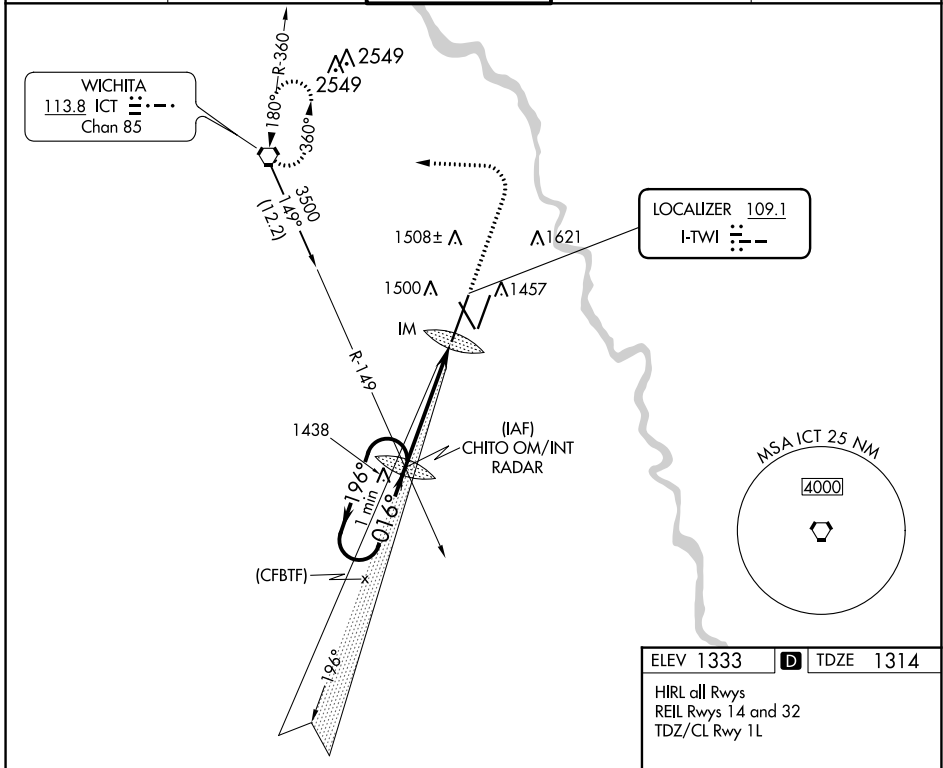 R-360
2549
2549
WICHITA
113.8 ICT
Chan 85
180°
360°
3500
149°
(12.2)
LOCALIZER 109.1
I-TWI
1508±
1621
1500
1457
IM
R-149
(IAF)
CHITO OM/INT
RADAR
1438
196°
1 min
016°
MSA ICT 25 NM
4000
(CFBTF)
x
196°
ELEV 1333 D TDZE 1314
HIRL all Rwys
REIL Rwys 14 and 32
TDZ/CL Rwy 1L